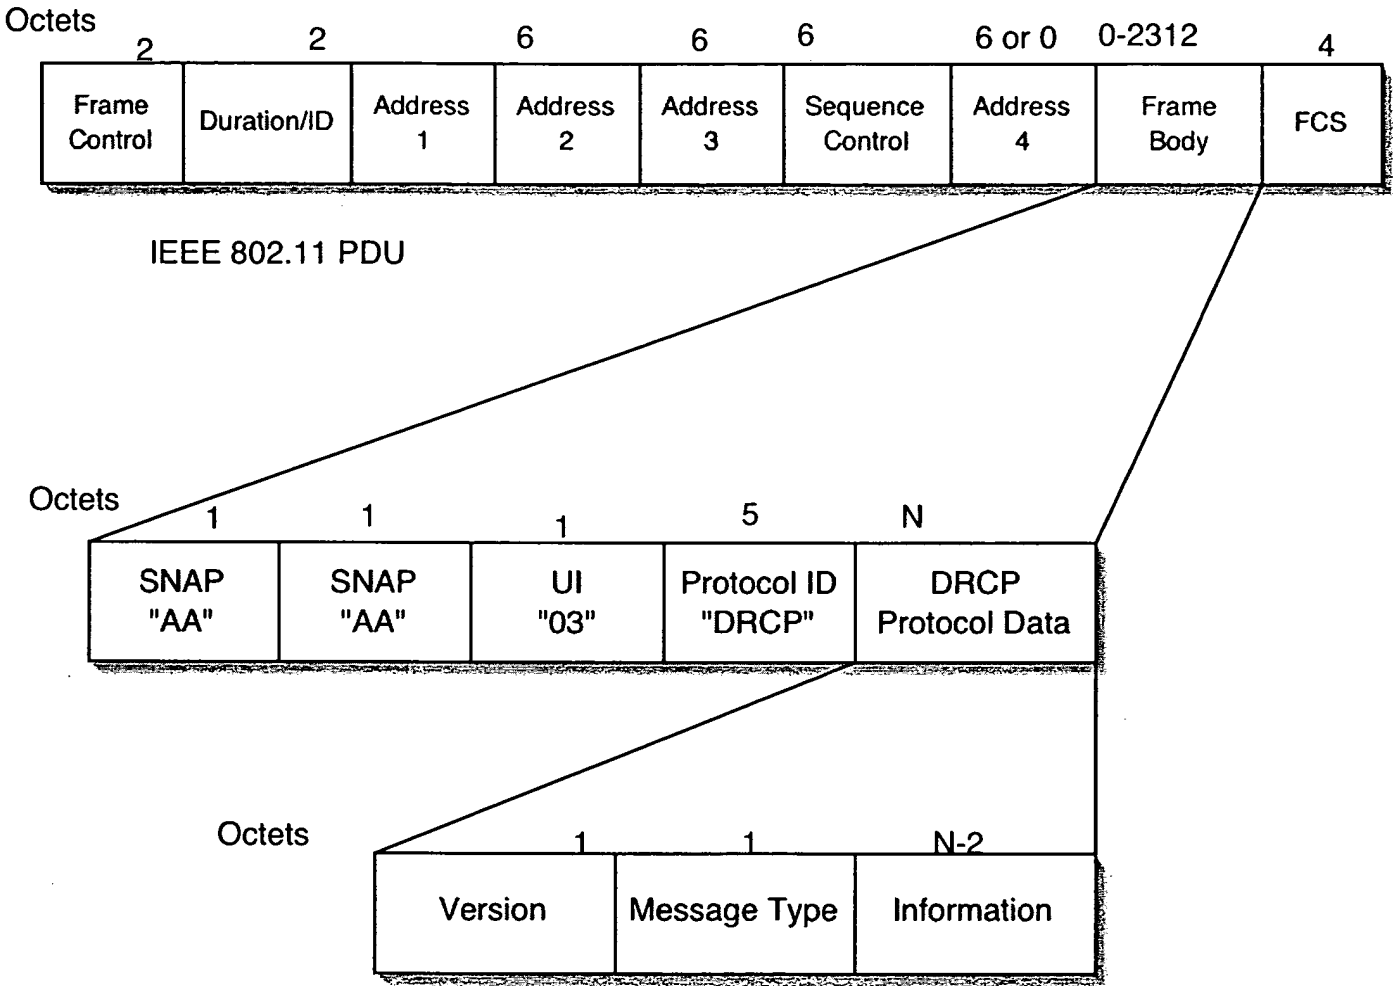 Octets
2 2 6 6 6 6 or 0 0-2312 4
Frame Control
Duration/ID
Address 1
Address 2
Address 3
Sequence Control
Address 4
Frame Body
FCS
IEEE 802.11 PDU
Octets
1 1 1 5 N
SNAP "AA"
SNAP "AA"
UI "03"
Protocol ID "DRCP"
DRCP Protocol Data
Octets
1 1 N-2
Version
Message Type
Information